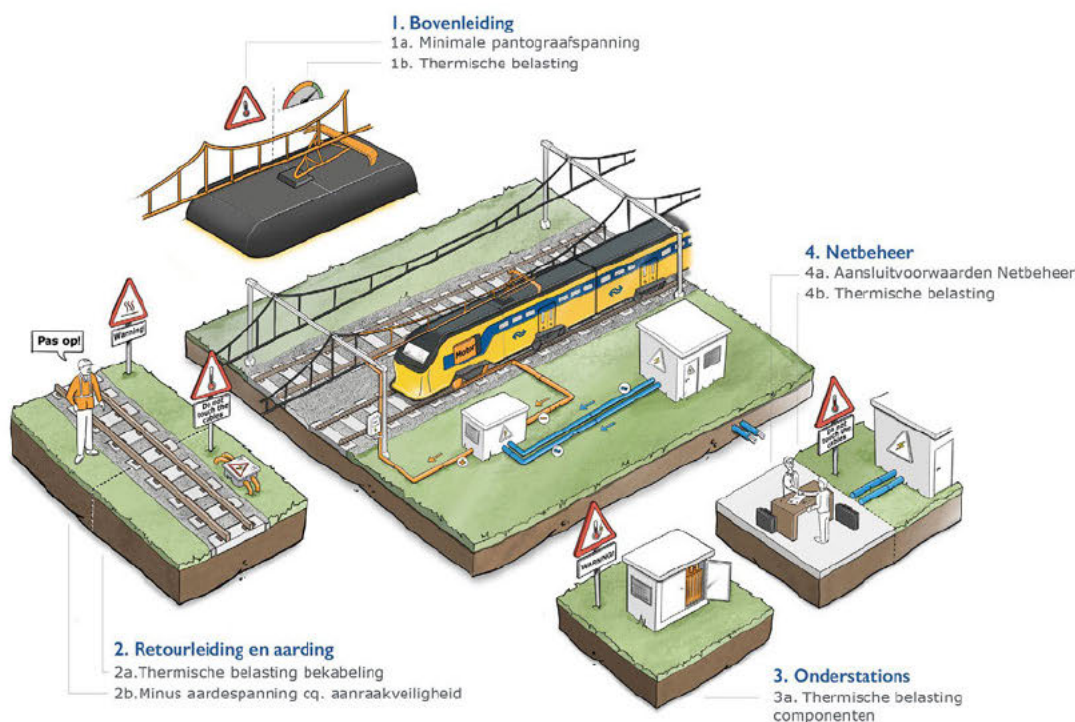 1. Bovenleiding
1a. Minimale pantograafspanning
1b. Thermische belasting
4. Netbeheer
4a. Aansluitvoorwaarden Netbeheer
4b. Thermische belasting
Warning!
Pas op!
Do not
touch the
cables
Motor
Do not
touch the
cables
WARNING!
2. Retourleiding en aarding
2a.Thermische belasting bekabeling
2b.Minus aardespanning cq. aanraakveiligheid
3. Onderstations
3a. Thermische belasting
componenten